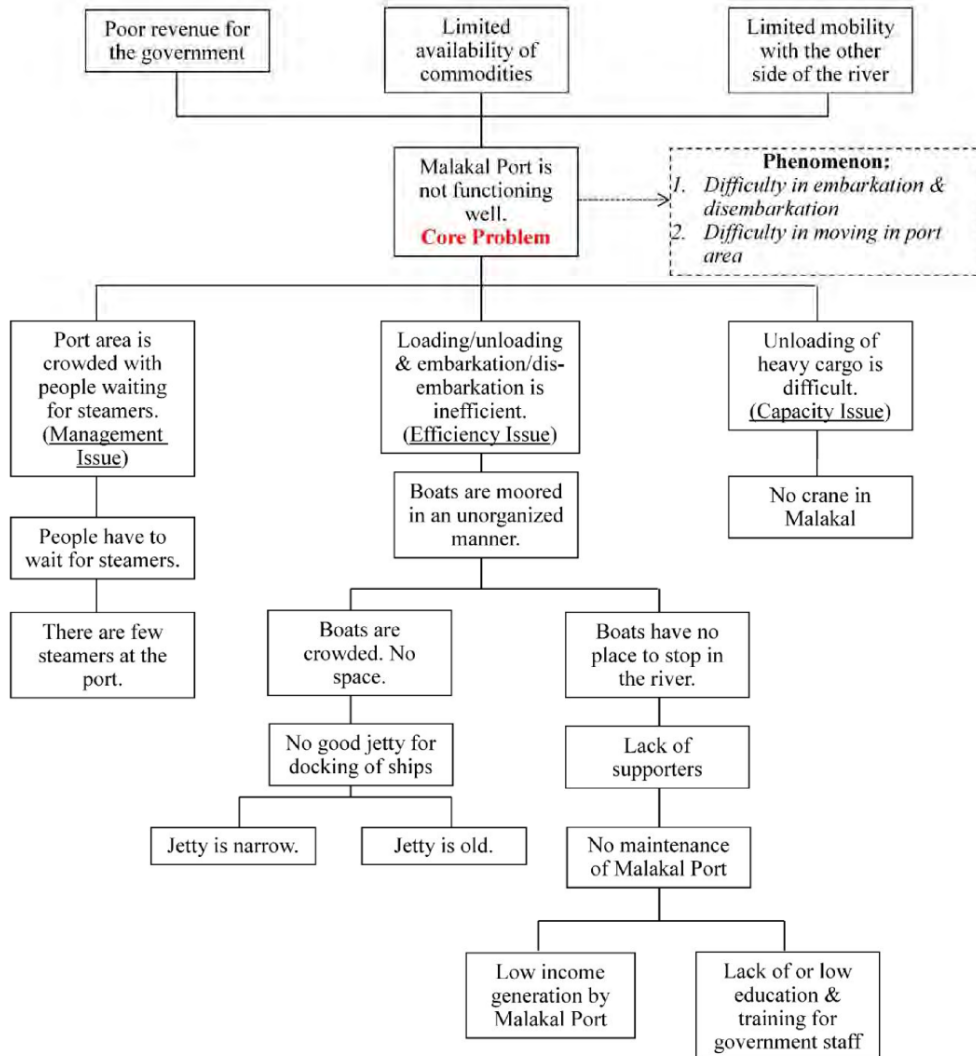 Poor revenue for
the government
Limited
availability of
commodities
Limited mobility
with the other
side of the river
Malakal Port is
not functioning
well.
Core Problem
Phenomenon:
1. Difficulty in embarkation &
disembarkation
2. Difficulty in moving in port
area
Port area is
crowded with
people waiting
for steamers.
(Management
Issue)
Loading/unloading
& embarkation/dis-
embarkation is
inefficient.
(Efficiency Issue)
Unloading of
heavy cargo is
difficult.
(Capacity Issue)
People have to
wait for steamers.
Boats are moored
in an unorganized
manner.
No crane in
Malakal
There are few
steamers at the
port.
Boats are
crowded. No
space.
Boats have no
place to stop in
the river.
No good jetty for
docking of ships
Lack of
supporters
Jetty is narrow.
Jetty is old.
No maintenance
of Malakal Port
Low income
generation by
Malakal Port
Lack of or low
education &
training for
government staff